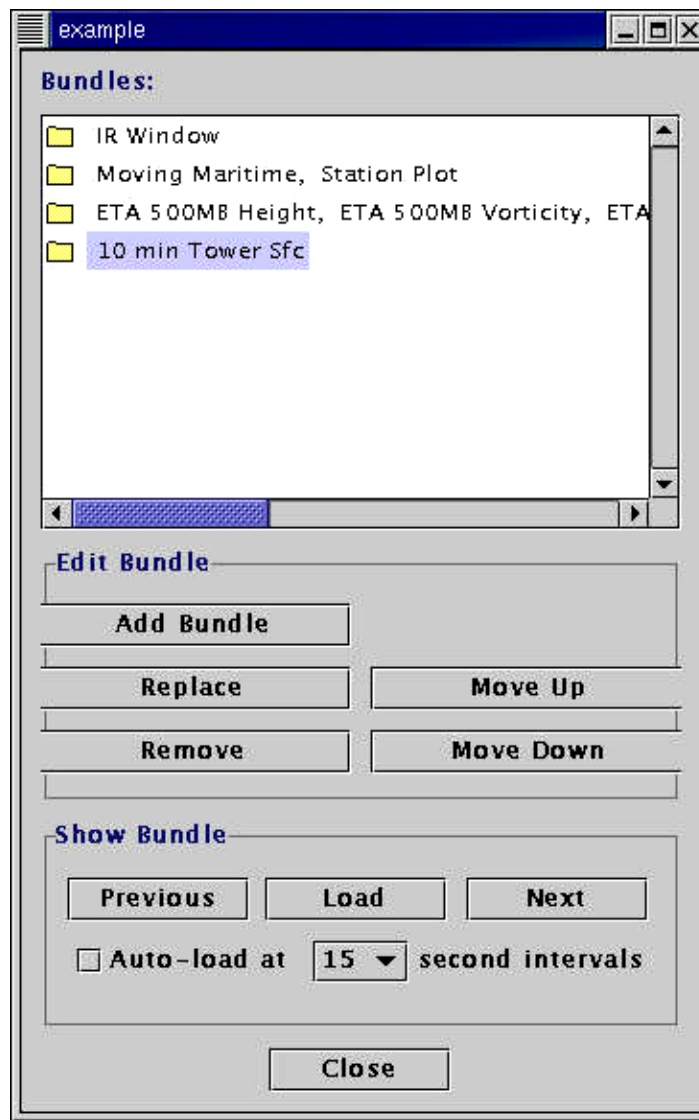 example
Bundles:
IR Window
Moving Maritime, Station Plot
ETA 500MB Height, ETA 500MB Vorticity, ETA
10 min Tower Sfc
Edit Bundle
Add Bundle
Replace Move Up
Remove Move Down
Show Bundle
Previous Load Next
Auto-load at 15 second intervals
Close